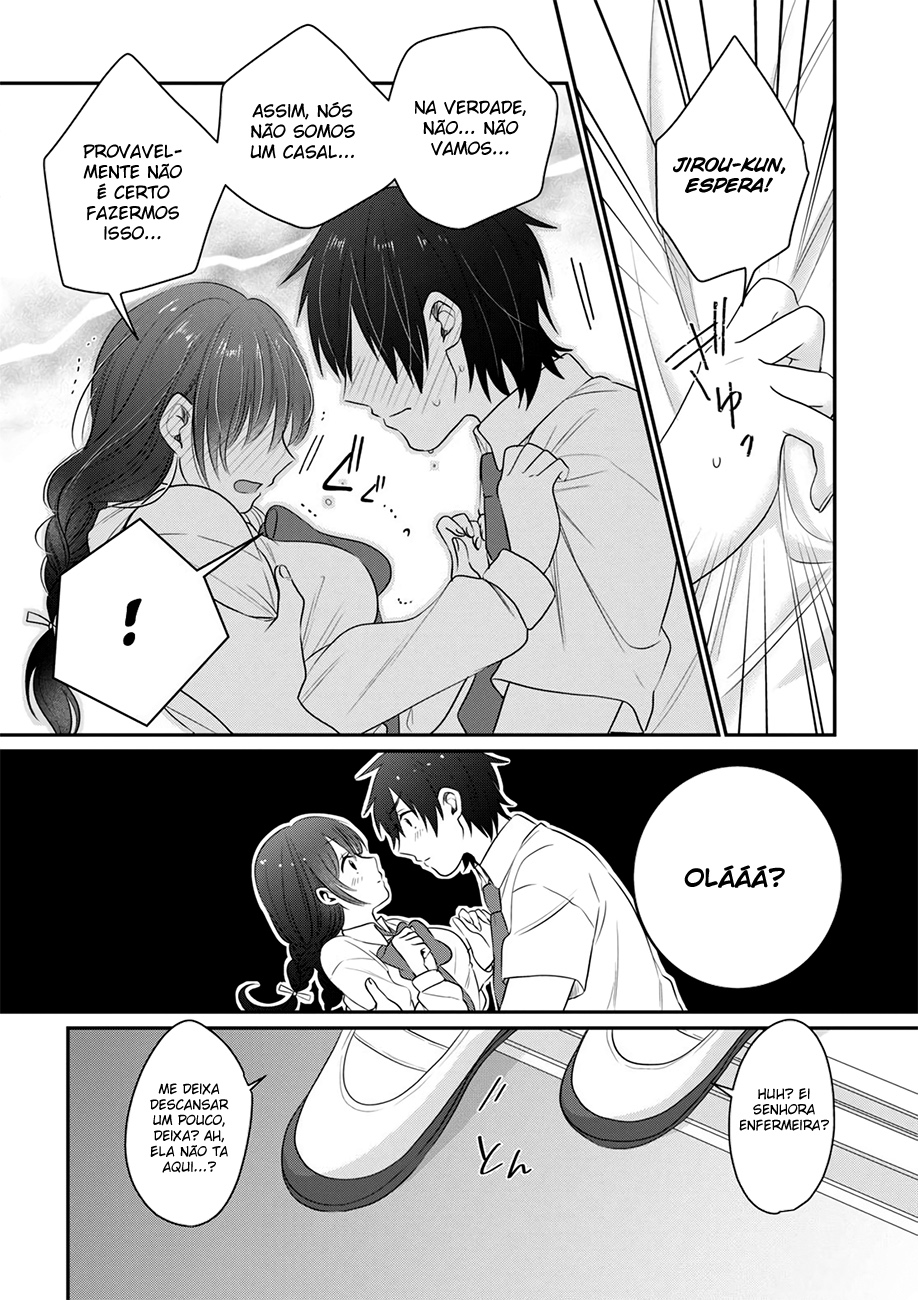 JIROU-KUN,
ESPERA!
NA VERDADE,
NÃO... NÃO
VAMOS...
ASSIM, NÓS
NÃO SOMOS
UM CASAL...
PROVAVEL-
MENTE NÃO
É CERTO
FAZERMOS
ISSO...
!
OLÁÁÁ?
HUH? EI
SENHORA
ENFERMEIRA?
ME DEIXA
DESCANSAR
UM POUCO,
DEIXA? AH,
ELA NÃO TA
AQUI...?